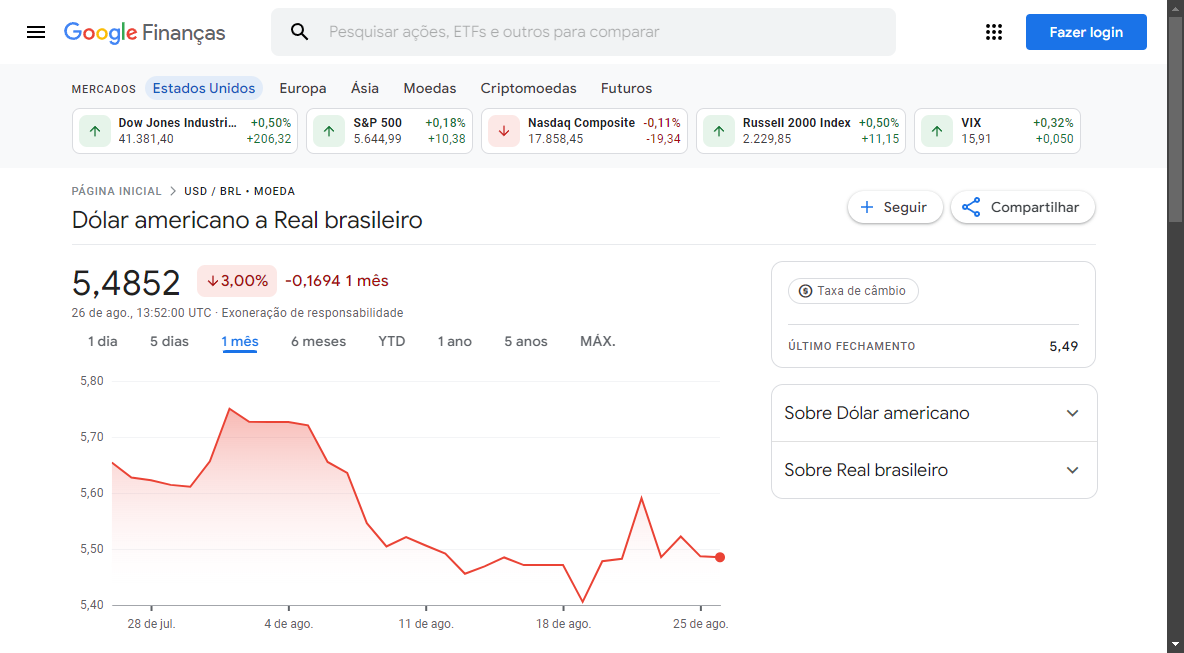 Google Finanças
Pesquisar ações, ETFs e outros para comparar
Fazer login
MERCADOS
Estados Unidos
Europa
Ásia
Moedas
Criptomoedas
Futuros
Dow Jones Industri... +0,50%
41.381,40 +206,32
S&P 500 +0,18%
5.644,99 +10,38
Nasdaq Composite -0,11%
17.858,45 -19,34
Russell 2000 Index +0,50%
2.229,85 +11,15
VIX +0,32%
15,91 +0,050
PÁGINA INICIAL > USD / BRL • MOEDA
Dólar americano a Real brasileiro
+ Seguir
Compartilhar
5,4852 ↓3,00% -0,1694 1 mês
26 de ago., 13:52:00 UTC · Exoneração de responsabilidade
1 dia 5 dias 1 mês 6 meses YTD 1 ano 5 anos MÁX.
5,80
5,70
5,60
5,50
5,40
28 de jul. 4 de ago. 11 de ago. 18 de ago. 25 de ago.
Taxa de câmbio
ÚLTIMO FECHAMENTO 5,49
Sobre Dólar americano
Sobre Real brasileiro